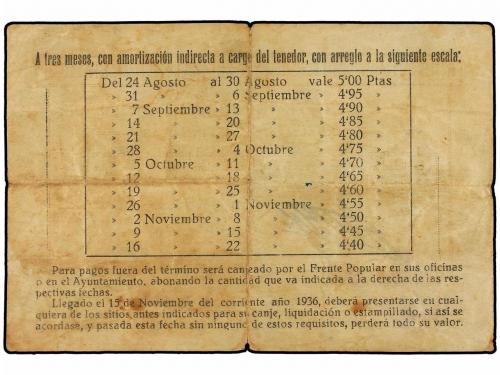 A tres meses, con amortización indirecta a cargo del tenedor, con arreglo a la siguiente escala:
Del 24 Agosto al 30 Agosto vale 5'00 Ptas
» 31 » » 6 Septiembre » 4'95 »
» 7 Septiembre » 13 » » 4'90 »
» 14 » » 20 » » 4'85 »
» 21 » » 27 » » 4'80 »
» 28 » » 4 Octubre » 4'75 »
» 5 Octubre » 11 » » 4'70 »
» 12 » » 18 » » 4'65 »
» 19 » » 25 » » 4'60 »
» 26 » » 1 Noviembre » 4'55 »
» 2 Noviembre » 8 » » 4'50 »
» 9 » » 15 » » 4'45 »
» 16 » » 22 » » 4'40 »
Para pagos fuera del término será canjeado por el Frente Popular en sus oficinas
o en el Ayuntamiento, abonando la cantidad que va indicada a la derecha de las res-
pectivas fechas.
Llegado el 15 de Noviembre del corriente año 1936, deberá presentarse en cual-
quiera de los sitios antes indicados para su canje, liquidación o estampillado, si así se
acordase, y pasada esta fecha sin ninguno de estos requisitos, perderá todo su valor.